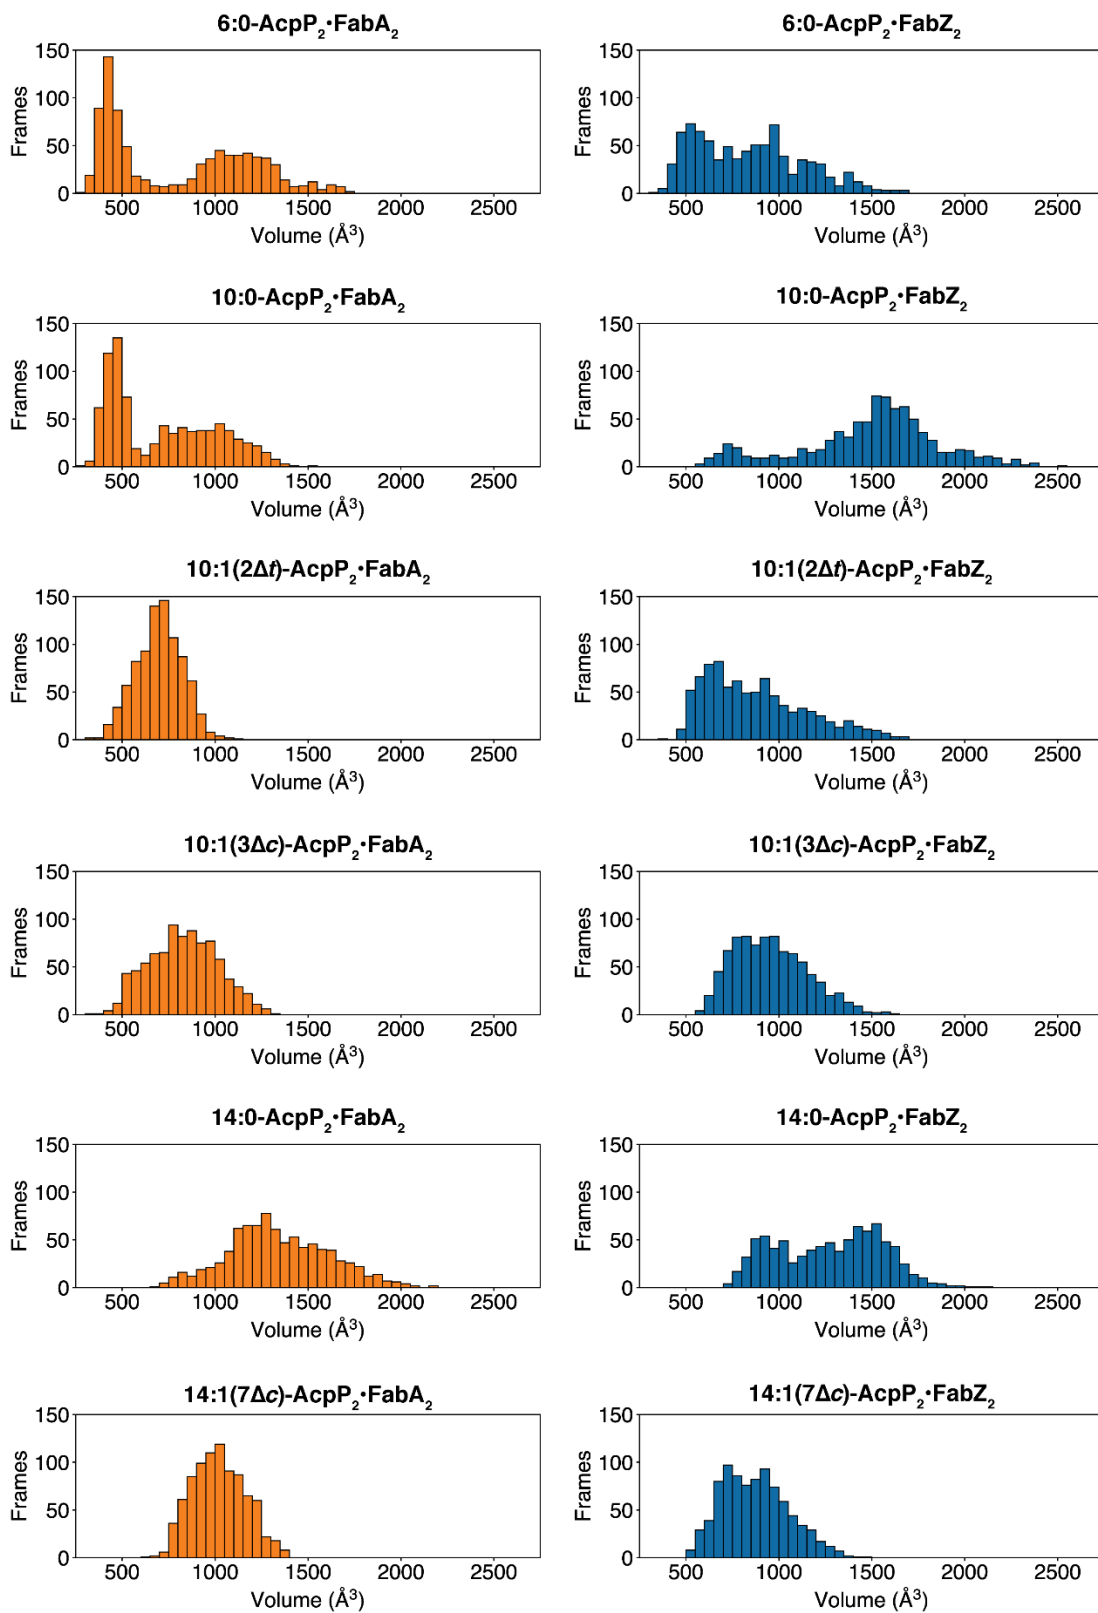 6:0-AcpP₂•FabA₂
150
100
50
0
Frames
500 1000 1500 2000 2500
Volume (Å³)
6:0-AcpP₂•FabZ₂
150
100
50
0
Frames
500 1000 1500 2000 2500
Volume (Å³)
10:0-AcpP₂•FabA₂
150
100
50
0
Frames
500 1000 1500 2000 2500
Volume (Å³)
10:0-AcpP₂•FabZ₂
150
100
50
0
Frames
500 1000 1500 2000 2500
Volume (Å³)
10:1(2Δt)-AcpP₂•FabA₂
150
100
50
0
Frames
500 1000 1500 2000 2500
Volume (Å³)
10:1(2Δt)-AcpP₂•FabZ₂
150
100
50
0
Frames
500 1000 1500 2000 2500
Volume (Å³)
10:1(3Δc)-AcpP₂•FabA₂
150
100
50
0
Frames
500 1000 1500 2000 2500
Volume (Å³)
10:1(3Δc)-AcpP₂•FabZ₂
150
100
50
0
Frames
500 1000 1500 2000 2500
Volume (Å³)
14:0-AcpP₂•FabA₂
150
100
50
0
Frames
500 1000 1500 2000 2500
Volume (Å³)
14:0-AcpP₂•FabZ₂
150
100
50
0
Frames
500 1000 1500 2000 2500
Volume (Å³)
14:1(7Δc)-AcpP₂•FabA₂
150
100
50
0
Frames
500 1000 1500 2000 2500
Volume (Å³)
14:1(7Δc)-AcpP₂•FabZ₂
150
100
50
0
Frames
500 1000 1500 2000 2500
Volume (Å³)